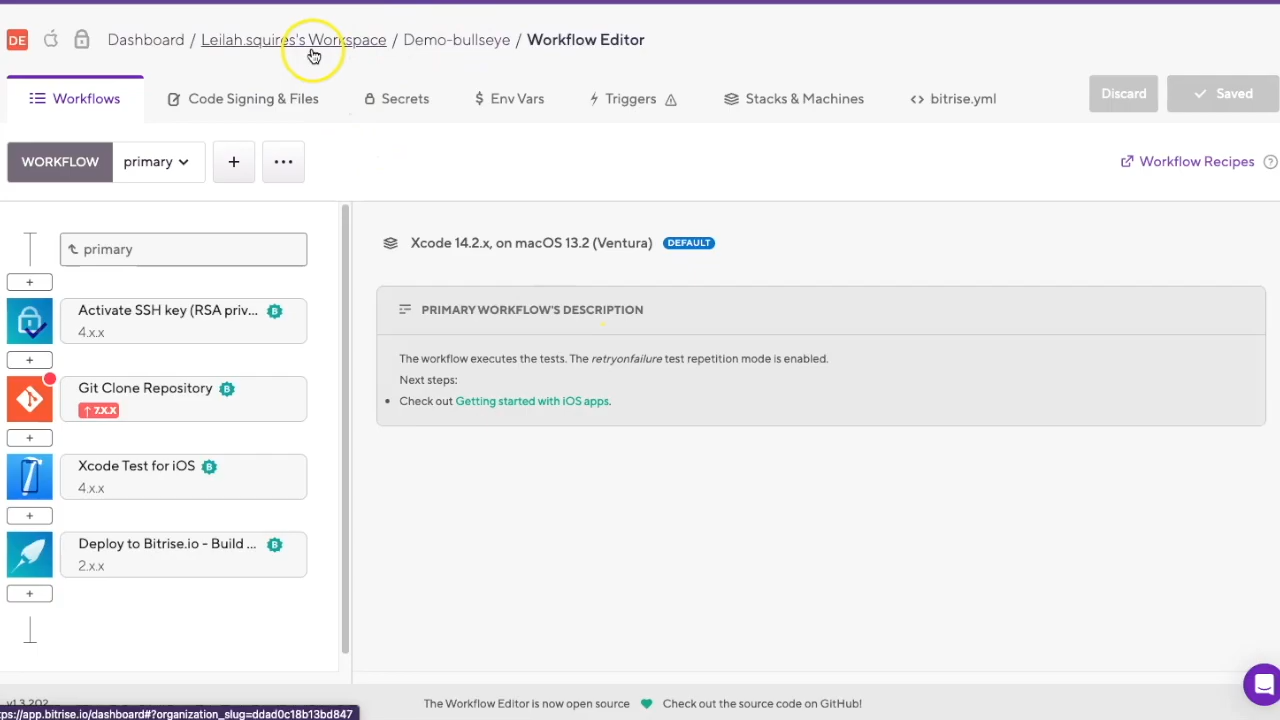 DE Dashboard / Leilah.squires's Workspace / Demo-bullseye / Workflow Editor
Workflows Code Signing & Files Secrets $ Env Vars Triggers Stacks & Machines <> bitrise.yml Discard Saved
WORKFLOW primary + ... Workflow Recipes ?
primary
Xcode 14.2.x, on macOS 13.2 (Ventura) DEFAULT
+
Activate SSH key (RSA priv... B
4.x.x
PRIMARY WORKFLOW'S DESCRIPTION
The workflow executes the tests. The retryonfailure test repetition mode is enabled.
Next steps:
• Check out Getting started with iOS apps.
+
Git Clone Repository B
↑ 7.X.X
+
Xcode Test for iOS B
4.x.x
+
Deploy to Bitrise.io - Build ... B
2.x.x
+
v1.3.202
The Workflow Editor is now open source Check out the source code on GitHub!
ps://app.bitrise.io/dashboard#?organization_slug=ddad0c18b13bd847